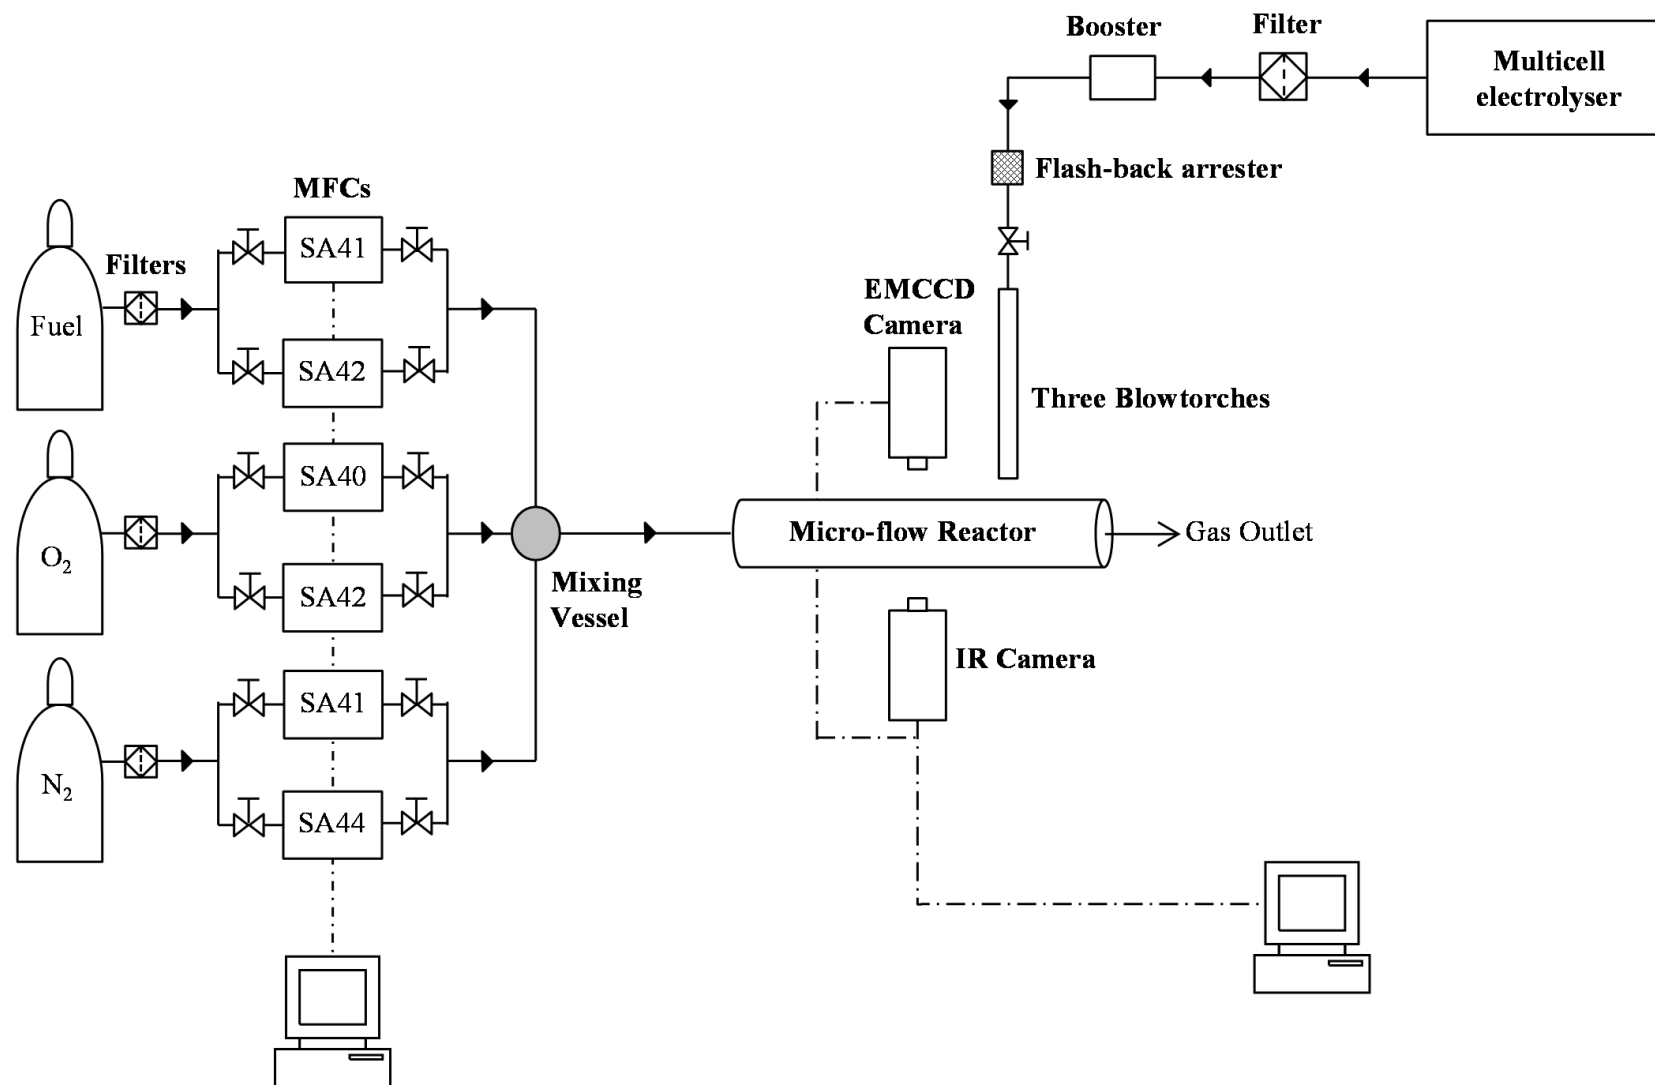 Booster
Filter
Multicell
electrolyser
Flash-back arrester
MFCs
SA41
Filters
Fuel
SA42
EMCCD
Camera
Three Blowtorches
SA40
O₂
SA42
Micro-flow Reactor
Gas Outlet
Mixing
Vessel
IR Camera
SA41
N₂
SA44